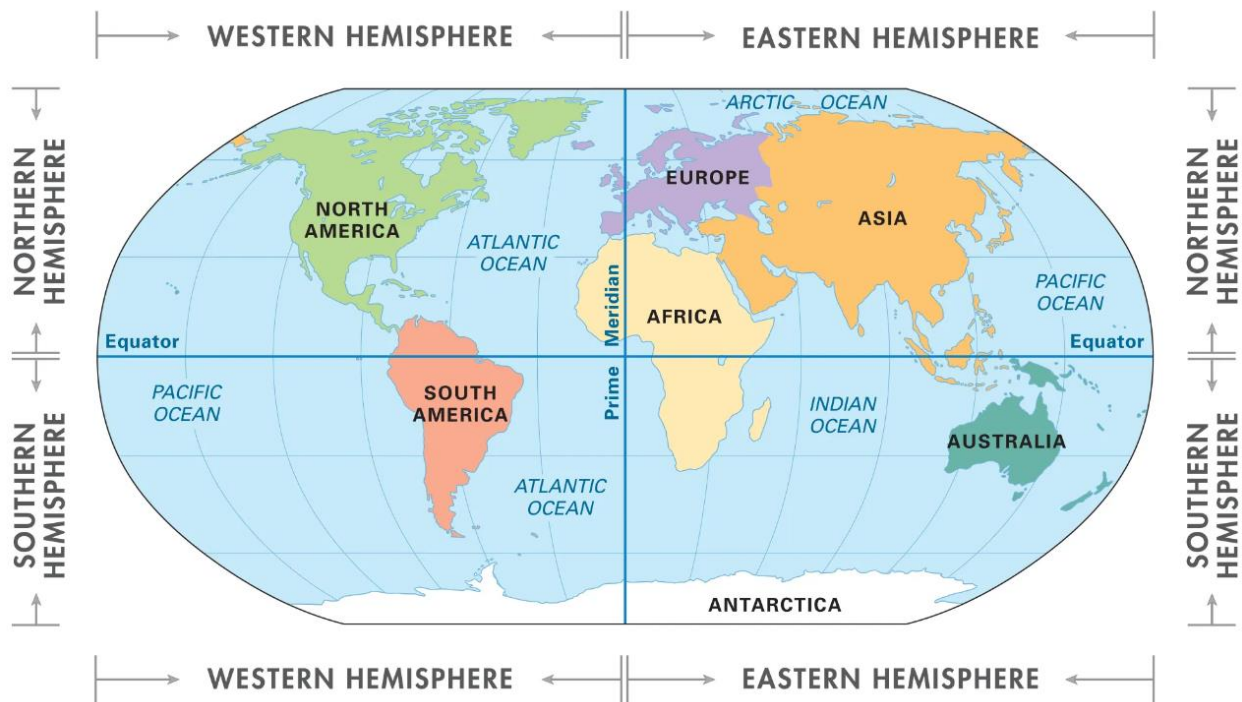 WESTERN HEMISPHERE
EASTERN HEMISPHERE
NORTHERN
HEMISPHERE
SOUTHERN
HEMISPHERE
ARCTIC OCEAN
NORTH
AMERICA
EUROPE
ASIA
ATLANTIC
OCEAN
PACIFIC
OCEAN
AFRICA
Prime Meridian
Equator
Equator
PACIFIC
OCEAN
SOUTH
AMERICA
INDIAN
OCEAN
AUSTRALIA
ATLANTIC
OCEAN
ANTARCTICA
NORTHERN
HEMISPHERE
SOUTHERN
HEMISPHERE
WESTERN HEMISPHERE
EASTERN HEMISPHERE